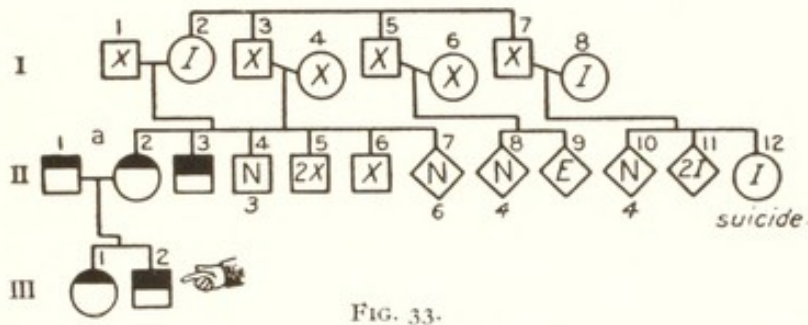 1 2 3 4 5 6 7 8
I X I X X X X X I
1 a 2 3 4 5 6 7 8 9 10 11 12
II N 2X X N N E N 2I I
3 6 4 4 suicide.
1 2
III
FIG. 33.